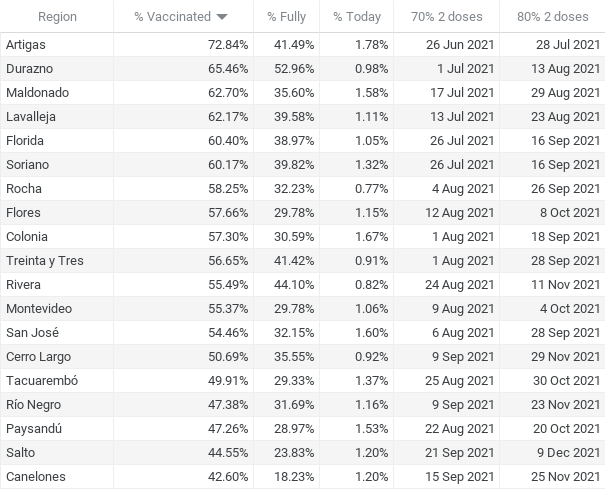 Region % Vaccinated % Fully % Today 70% 2 doses 80% 2 doses
Artigas 72.84% 41.49% 1.78% 26 Jun 2021 28 Jul 2021
Durazno 65.46% 52.96% 0.98% 1 Jul 2021 13 Aug 2021
Maldonado 62.70% 35.60% 1.58% 17 Jul 2021 29 Aug 2021
Lavalleja 62.17% 39.58% 1.11% 13 Jul 2021 23 Aug 2021
Florida 60.40% 38.97% 1.05% 26 Jul 2021 16 Sep 2021
Soriano 60.17% 39.82% 1.32% 26 Jul 2021 16 Sep 2021
Rocha 58.25% 32.23% 0.77% 4 Aug 2021 26 Sep 2021
Flores 57.66% 29.78% 1.15% 12 Aug 2021 8 Oct 2021
Colonia 57.30% 30.59% 1.67% 1 Aug 2021 18 Sep 2021
Treinta y Tres 56.65% 41.42% 0.91% 1 Aug 2021 28 Sep 2021
Rivera 55.49% 44.10% 0.82% 24 Aug 2021 11 Nov 2021
Montevideo 55.37% 29.78% 1.06% 9 Aug 2021 4 Oct 2021
San José 54.46% 32.15% 1.60% 6 Aug 2021 28 Sep 2021
Cerro Largo 50.69% 35.55% 0.92% 9 Sep 2021 29 Nov 2021
Tacuarembó 49.91% 29.33% 1.37% 25 Aug 2021 30 Oct 2021
Río Negro 47.38% 31.69% 1.16% 9 Sep 2021 23 Nov 2021
Paysandú 47.26% 28.97% 1.53% 22 Aug 2021 20 Oct 2021
Salto 44.55% 23.83% 1.20% 21 Sep 2021 9 Dec 2021
Canelones 42.60% 18.23% 1.20% 15 Sep 2021 25 Nov 2021